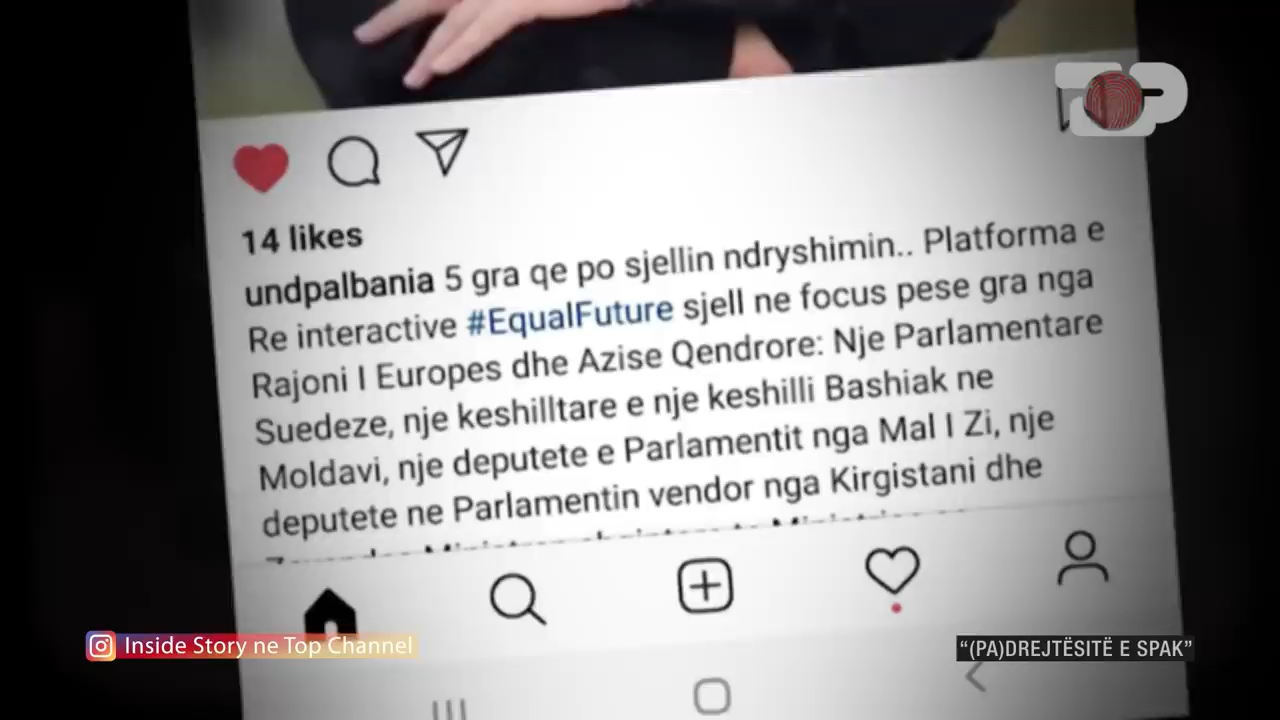 TOP
14 likes
undpalbania 5 gra qe po sjellin ndryshimin.. Platforma e
Re interactive #EqualFuture sjell ne focus pese gra nga
Rajoni I Europes dhe Azise Qendrore: Nje Parlamentare
Suedeze, nje keshilltare e nje keshilli Bashiak ne
Moldavi, nje deputete e Parlamentit nga Mal I Zi, nje
deputete ne Parlamentin vendor nga Kirgistani dhe
Inside Story ne Top Channel
“(PA)DREJTËSITË E SPAK”